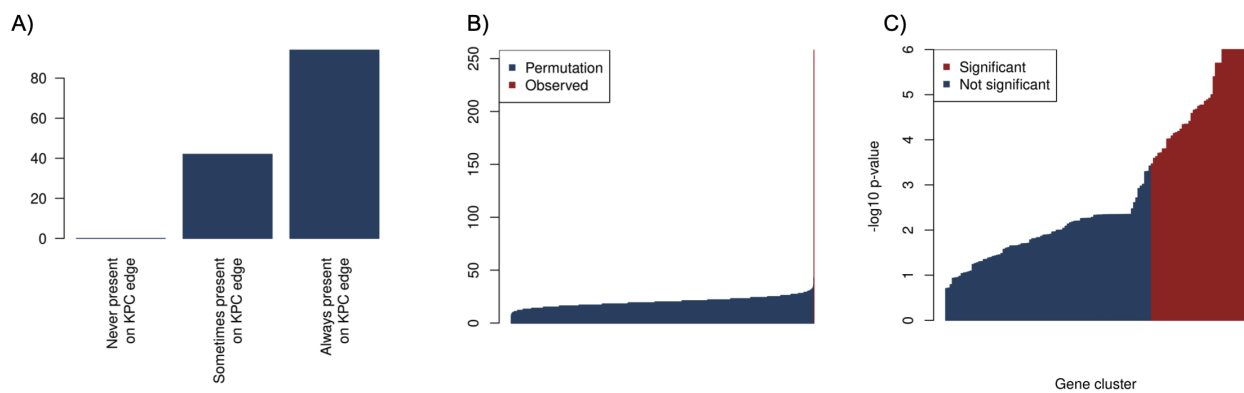 A)
80
60
40
20
0
Never present
on KPC edge
Sometimes present
on KPC edge
Always present
on KPC edge
B)
250
200
150
100
50
0
Permutation
Observed
C)
6
5
4
3
2
1
0
-log10 p-value
Significant
Not significant
Gene cluster